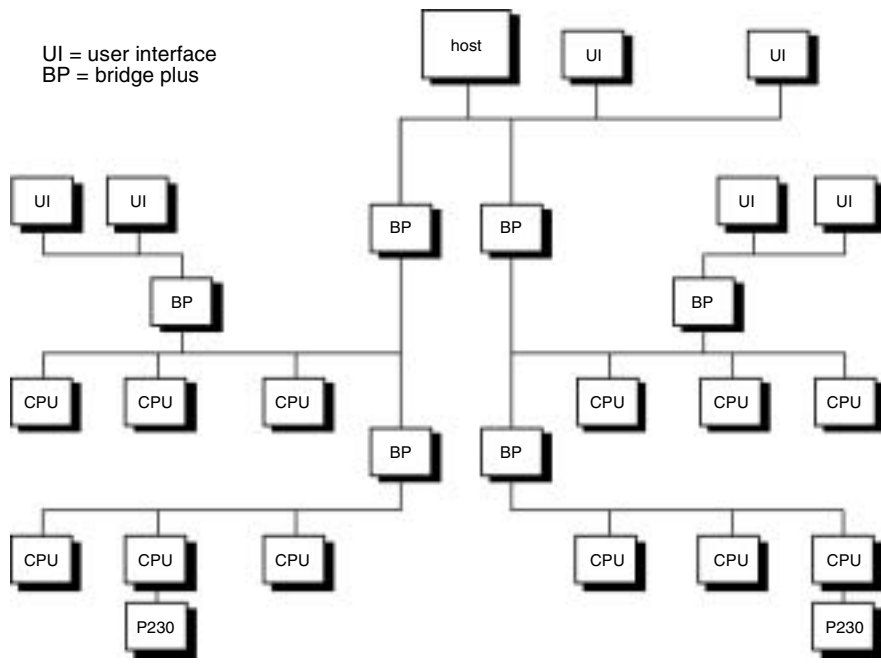 host
UI
UI
UI = user interface
BP = bridge plus
UI
UI
BP
BP
UI
UI
BP
BP
CPU
CPU
CPU
CPU
CPU
CPU
BP
BP
CPU
CPU
CPU
CPU
CPU
CPU
P230
P230